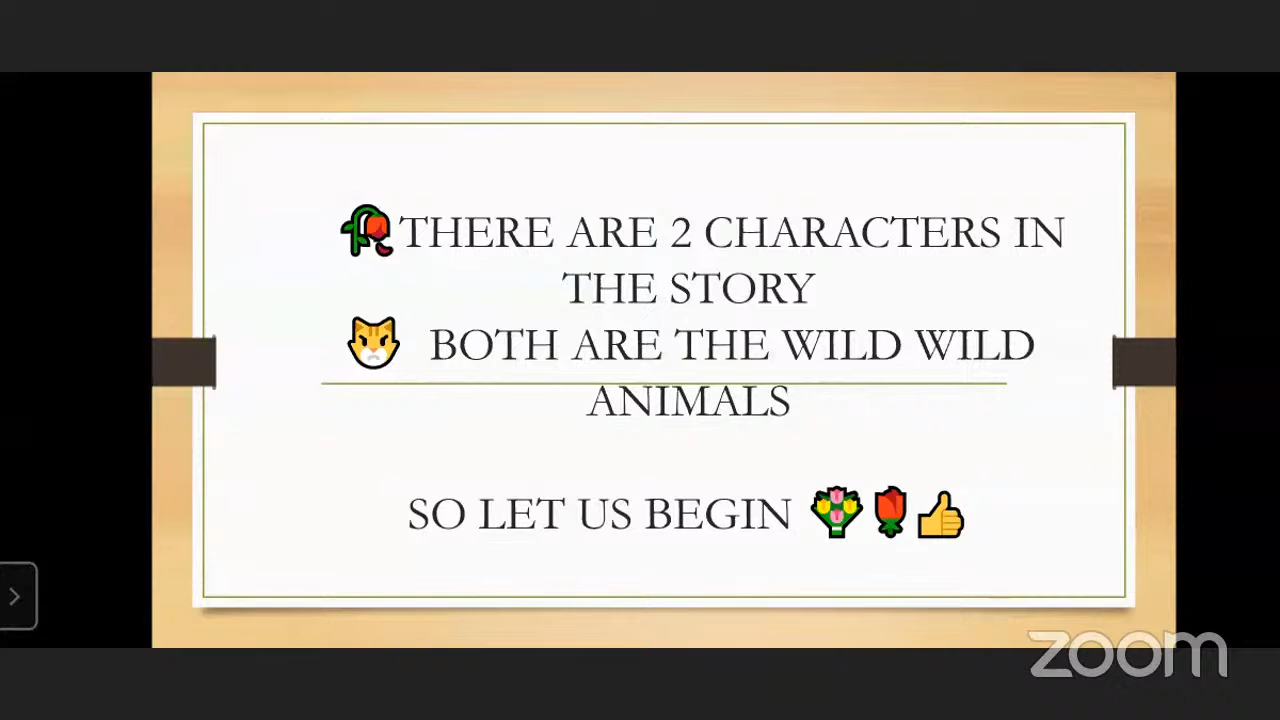 🥀THERE ARE 2 CHARACTERS IN
THE STORY
😾 BOTH ARE THE WILD WILD
ANIMALS
SO LET US BEGIN 💐🌹👍
zoom